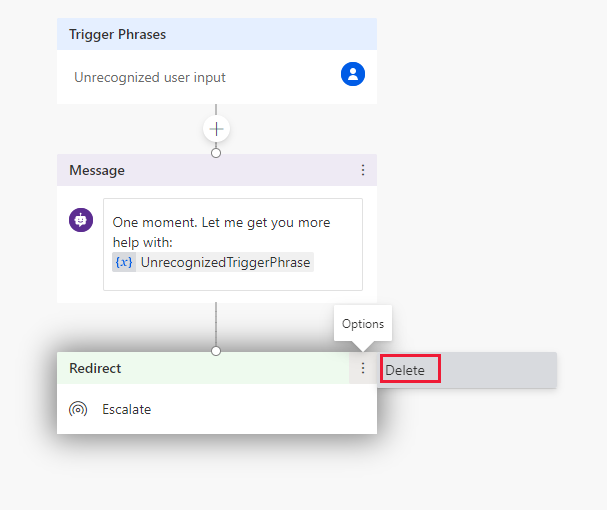 Trigger Phrases
Unrecognized user input
Message
One moment. Let me get you more
help with:
{x} UnrecognizedTriggerPhrase
Options
Redirect
Delete
Escalate